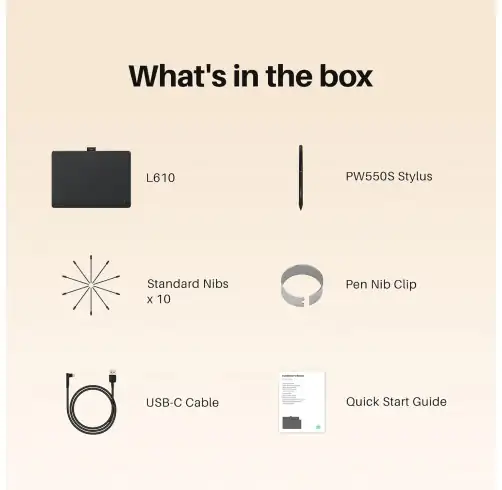 What's in the box
L610
PW550S Stylus
Standard Nibs
x 10
Pen Nib Clip
USB-C Cable
Quick Start Guide